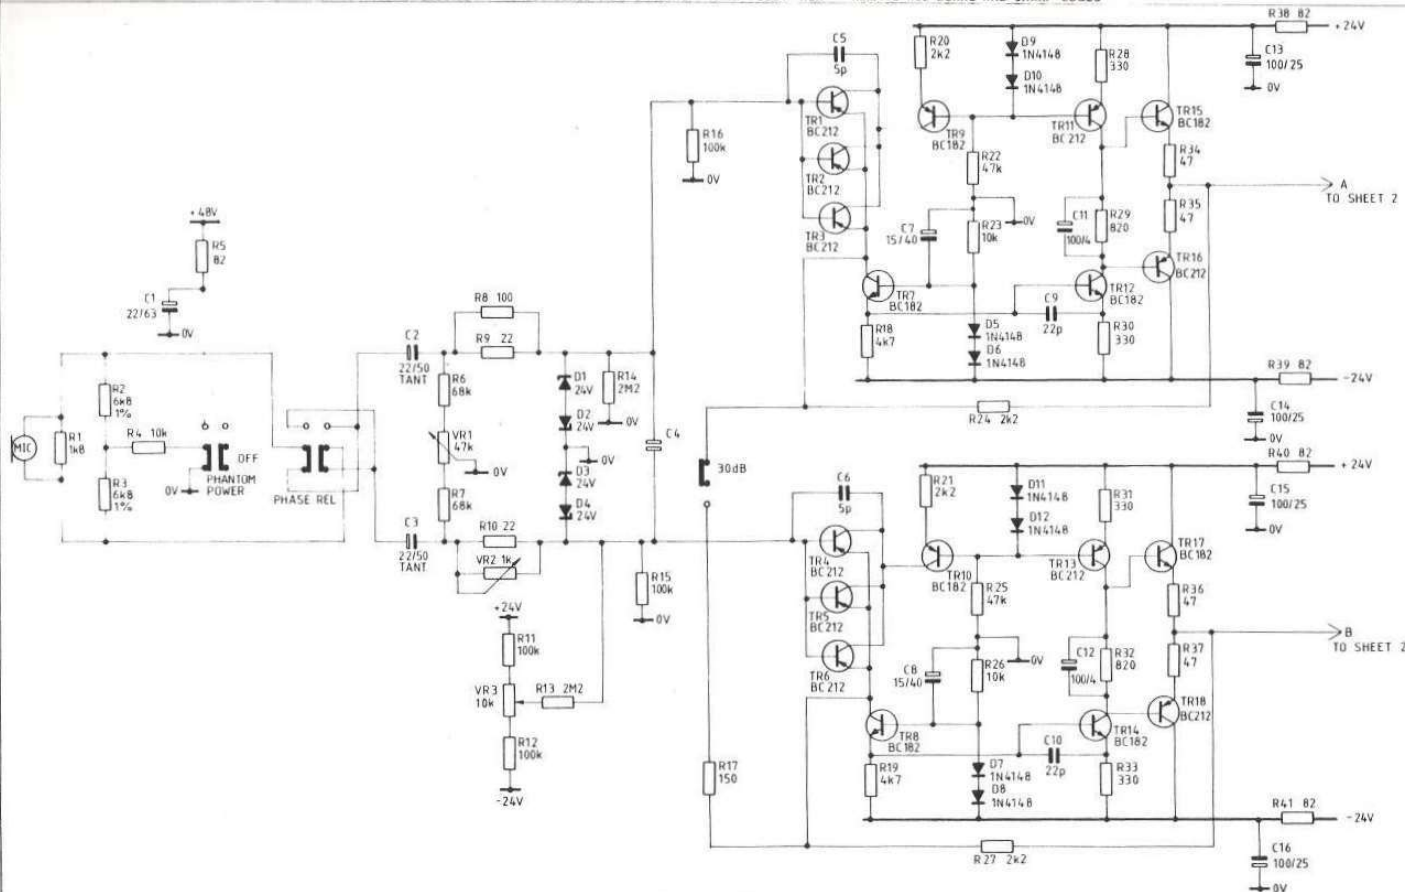 R38 82
+24V
C13
100/25
0V
C5
5p
R20
2k2
D9
1N4148
D10
1N4148
R28
330
TR1
BC212
TR9
BC182
TR11
BC212
TR15
BC182
R16
100k
0V
TR2
BC212
R22
47k
R34
47
A
TO SHEET 2
TR3
BC212
C7
15/40
R23
10k
0V
C11
100/4
R29
820
R35
47
+48V
R5
82
C1
22/63
0V
TR7
BC182
TR12
BC182
TR16
BC212
R8 100
C9
22p
R18
4k7
D5
1N4148
D6
1N4148
R30
330
C2
22/50
TANT
R9 22
R39 82
-24V
R2
6k8
1%
R6
68k
D1
24V
R14
2M2
0V
D2
24V
R24 2k2
C14
100/25
0V
MIC
R1
1k8
R4 10k
OFF
0V
PHANTOM
POWER
PHASE REL
VR1
47k
0V
0V
C4
30dB
R40 82
+24V
R3
6k8
1%
R7
68k
D3
24V
D4
24V
C6
5p
R21
2k2
D11
1N4148
D12
1N4148
R31
330
C15
100/25
0V
C3
22/50
TANT
R10 22
VR2 1k
TR4
BC212
TR10
BC182
TR13
BC212
TR17
BC182
R15
100k
0V
TR5
BC212
R25
47k
R36
47
+24V
R11
100k
B
TO SHEET 2
TR6
BC212
C8
15/40
R26
10k
0V
C12
100/4
R32
820
R37
47
VR3
10k
R13 2M2
TR8
BC182
TR14
BC182
TR18
BC212
R12
100k
-24V
R17
150
R19
4k7
D7
1N4148
D8
1N4148
C10
22p
R33
330
R41 82
-24V
R27 2k2
C16
100/25
0V